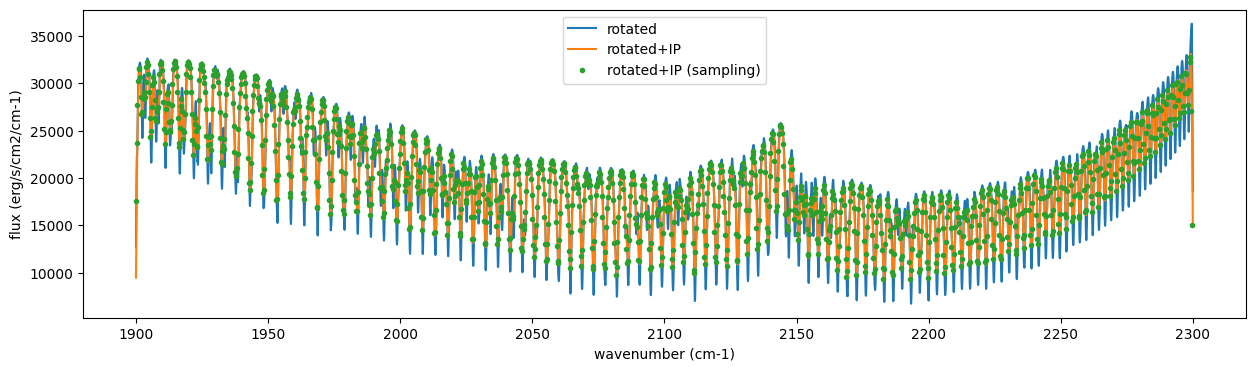 rotated
rotated+IP
rotated+IP (sampling)
flux (erg/s/cm2/cm-1)
35000
30000
25000
20000
15000
10000
1900 1950 2000 2050 2100 2150 2200 2250 2300
wavenumber (cm-1)